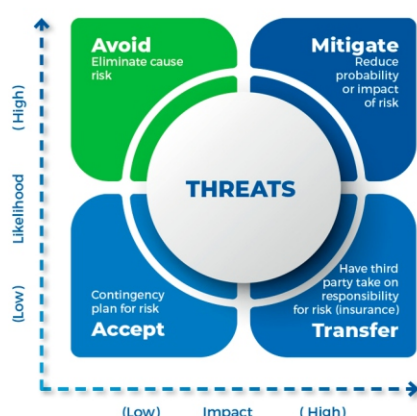 Avoid
Eliminate cause
risk
Mitigate
Reduce
probability
or impact
of risk
THREATS
Contingency
plan for risk
Accept
Have third
party take on
responsibility
for risk (insurance)
Transfer
(High)
Likelihood
(Low)
(Low) Impact (High)